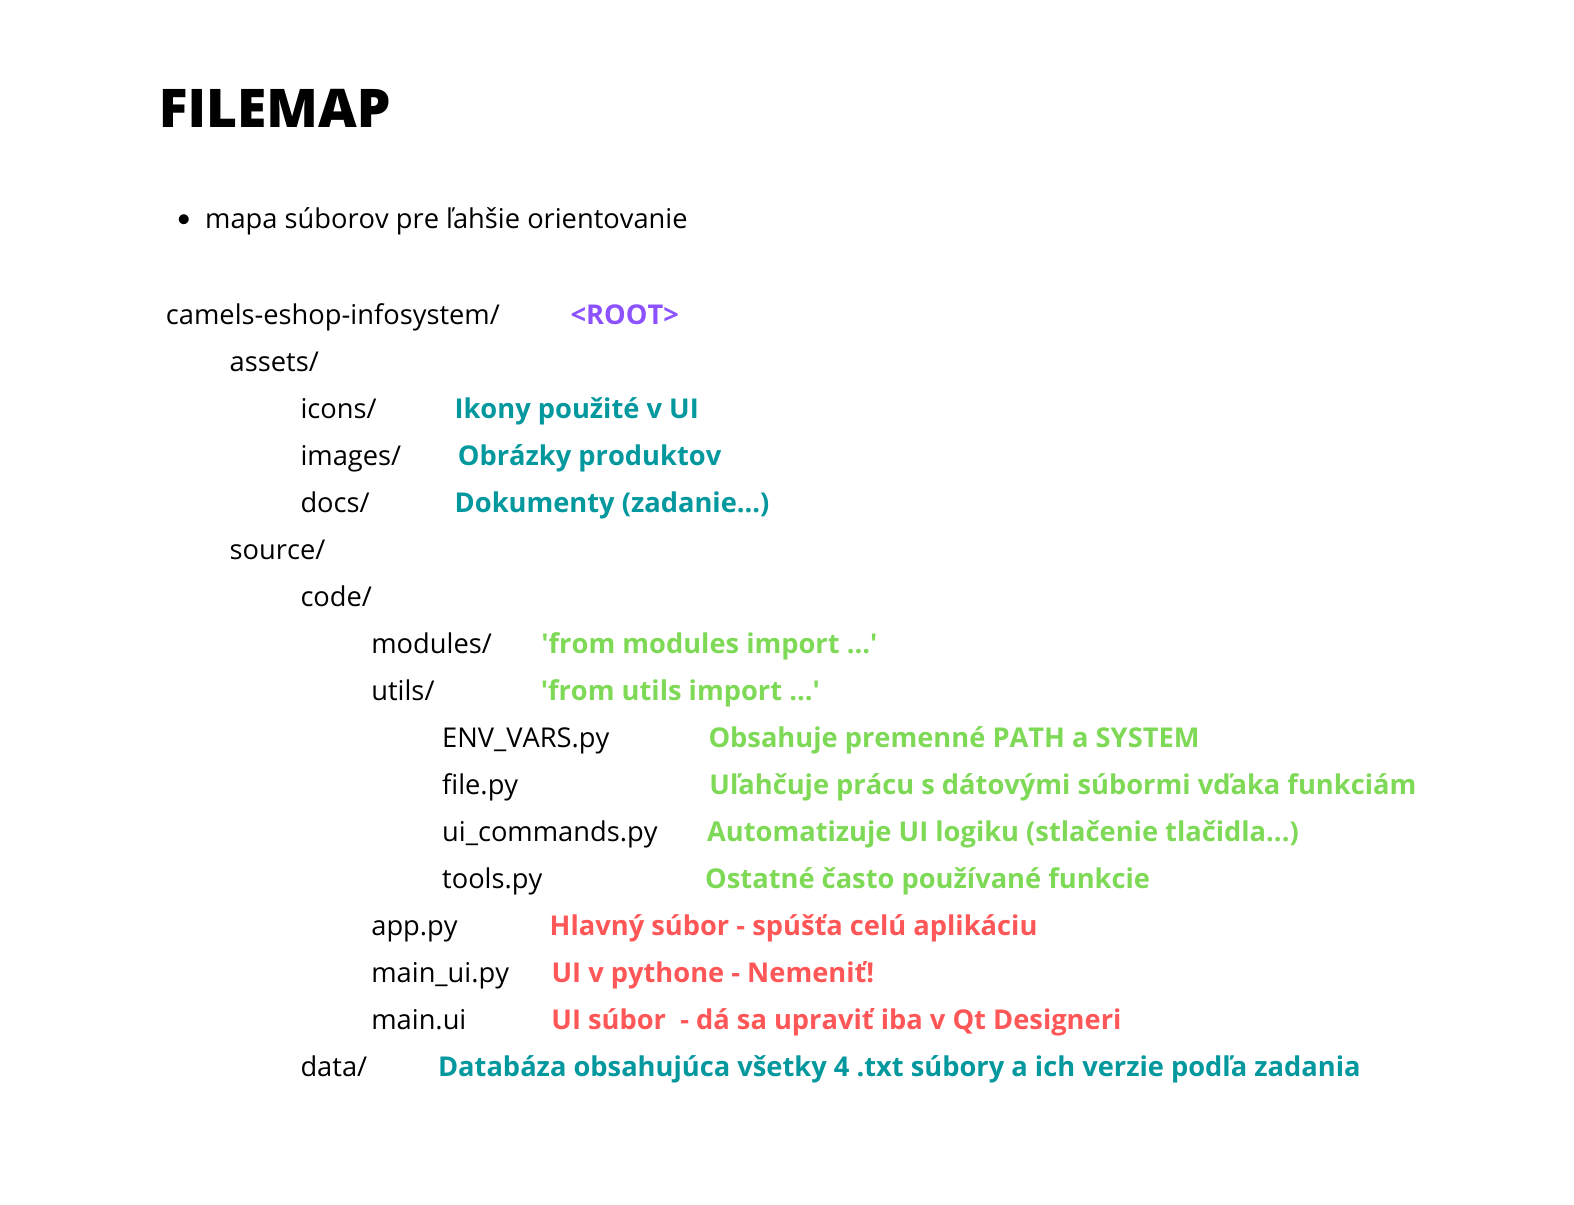 FILEMAP
• mapa súborov pre ľahšie orientovanie
camels-eshop-infosystem/ <ROOT>
assets/
icons/ Ikony použité v UI
images/ Obrázky produktov
docs/ Dokumenty (zadanie...)
source/
code/
modules/ 'from modules import ...'
utils/ 'from utils import ...'
ENV_VARS.py Obsahuje premenné PATH a SYSTEM
file.py Uľahčuje prácu s dátovými súbormi vďaka funkciám
ui_commands.py Automatizuje UI logiku (stlačenie tlačidla...)
tools.py Ostatné často používané funkcie
app.py Hlavný súbor - spúšťa celú aplikáciu
main_ui.py UI v pythone - Nemeniť!
main.ui UI súbor - dá sa upraviť iba v Qt Designeri
data/ Databáza obsahujúca všetky 4 .txt súbory a ich verzie podľa zadania